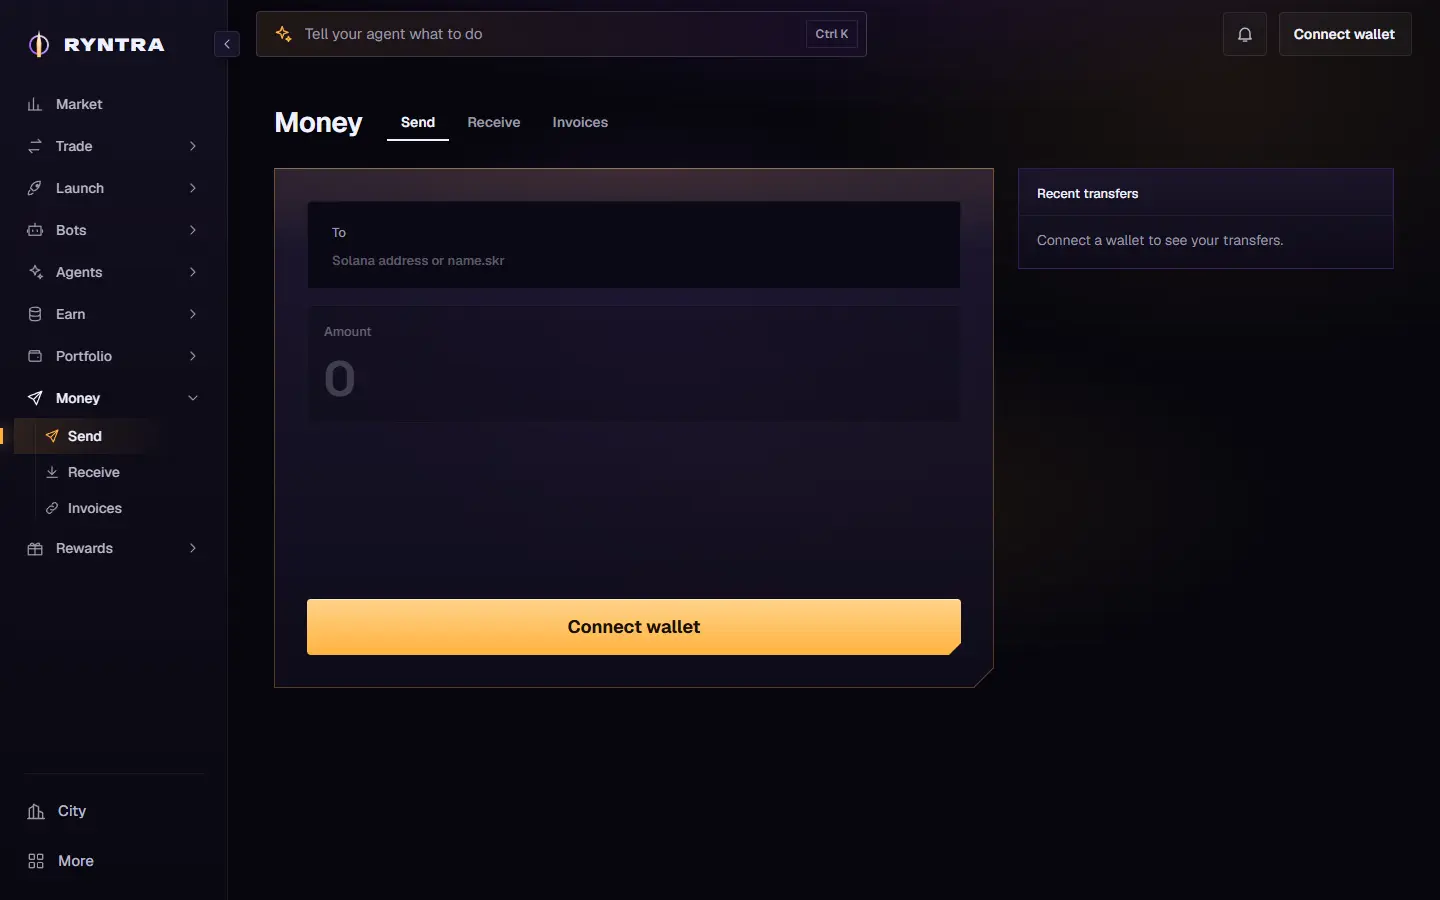 RYNTRA
Tell your agent what to do
Ctrl K
Connect wallet
Market
Trade
Launch
Bots
Agents
Earn
Portfolio
Money
Send
Receive
Invoices
Rewards
City
More
Money
Send
Receive
Invoices
To
Solana address or name.skr
Amount
0
Connect wallet
Recent transfers
Connect a wallet to see your transfers.